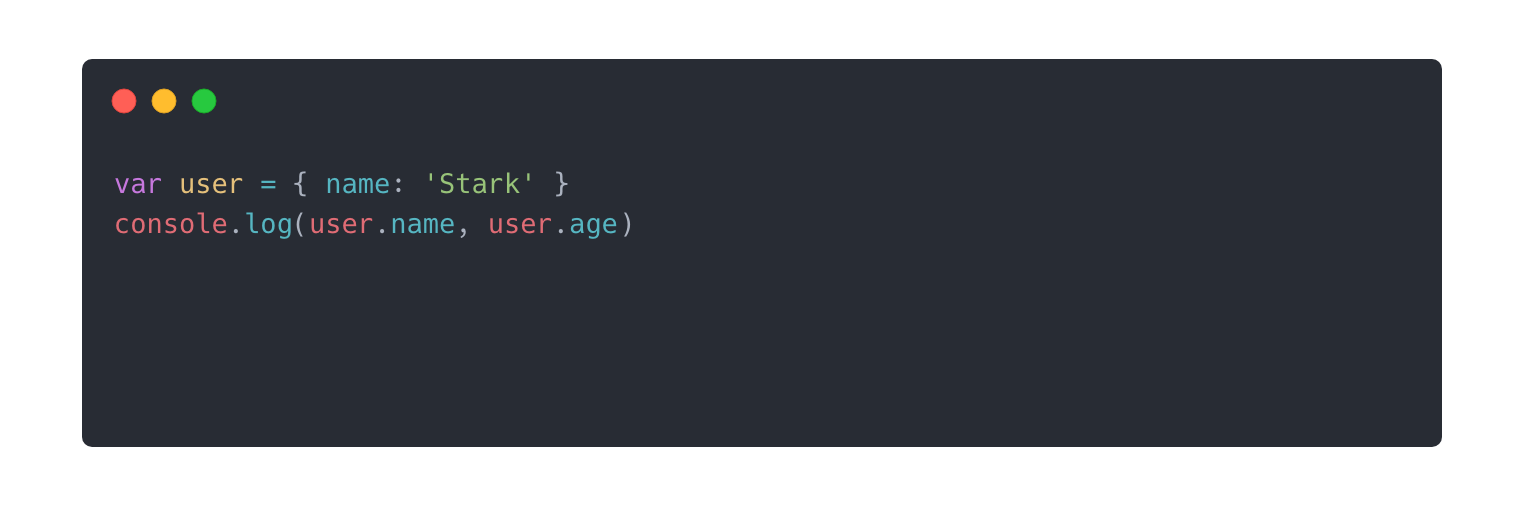 var user = { name: 'Stark' }
console.log(user.name, user.age)